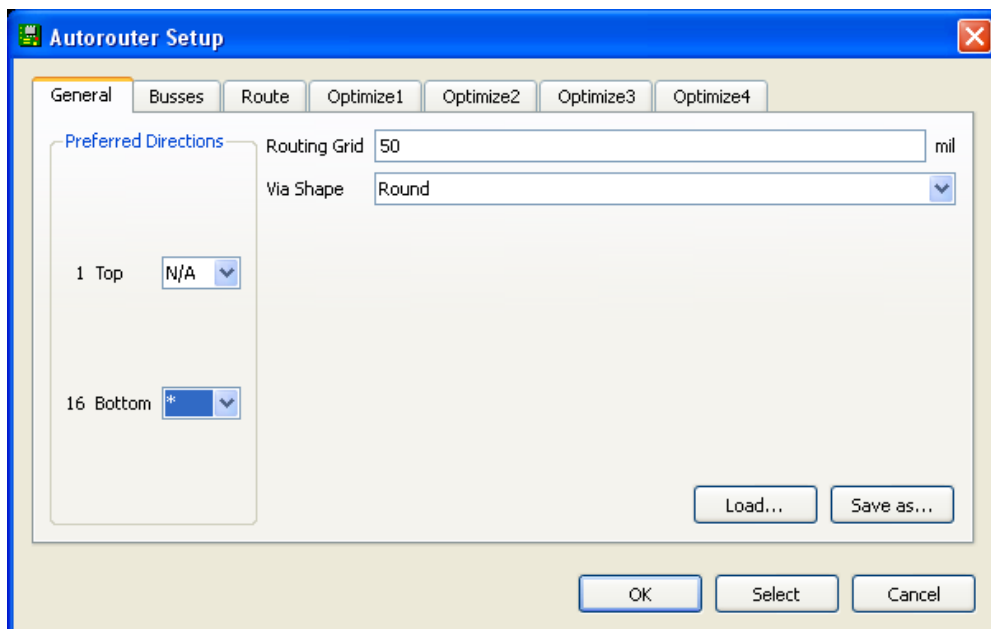 Autorouter Setup
General Busses Route Optimize1 Optimize2 Optimize3 Optimize4
Preferred Directions
Routing Grid 50 mil
Via Shape Round
1 Top N/A
16 Bottom *
Load... Save as...
OK Select Cancel